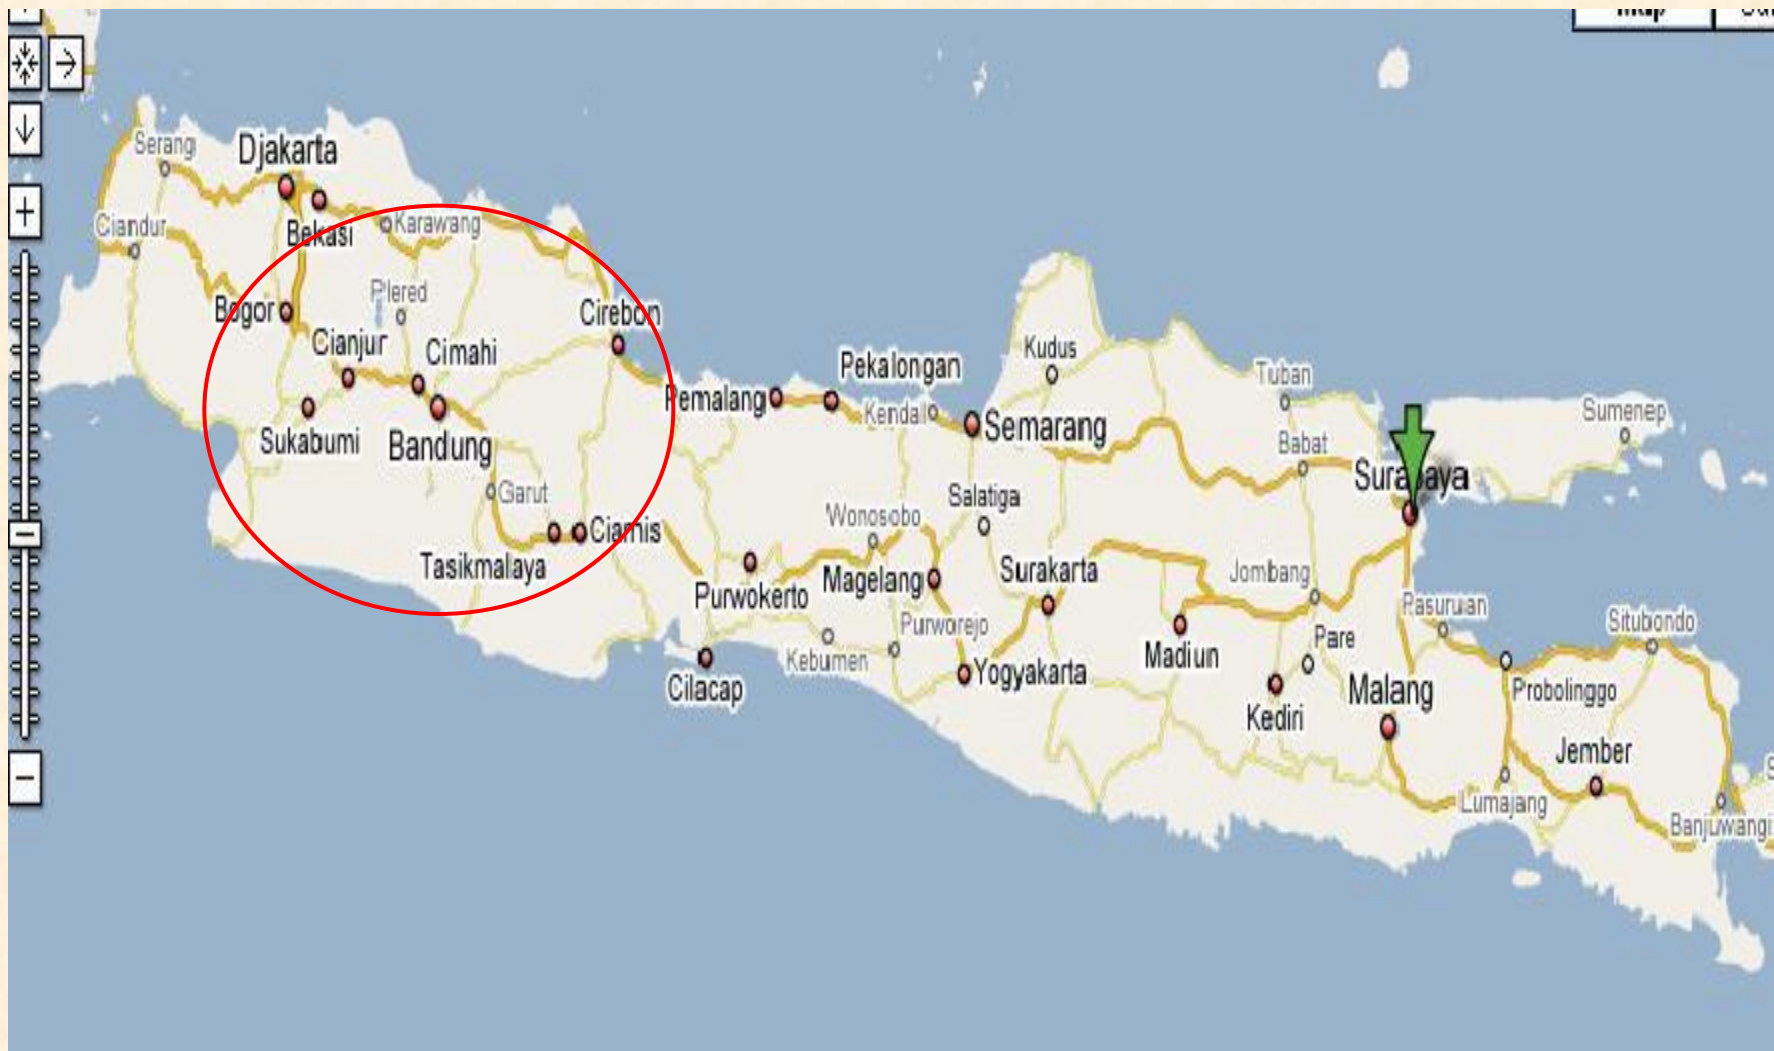 Map
Serang
Djakarta
Ciandur
Bekasi
Karawang
Bogor
Plered
Cirebon
Cianjur
Cimahi
Sukabumi
Bandung
Garut
Ciamis
Tasikmalaya
Pemalang
Pekalongan
Kendal
Semarang
Kudus
Tuban
Babat
Surabaya
Sumenep
Salatiga
Wonosobo
Magelang
Surakarta
Purwokerto
Purworejo
Kebumen
Cilacap
Yogyakarta
Jombang
Madiun
Pare
Kediri
Malang
Pasuruan
Situbondo
Probolinggo
Jember
Lumajang
Banjuwangi